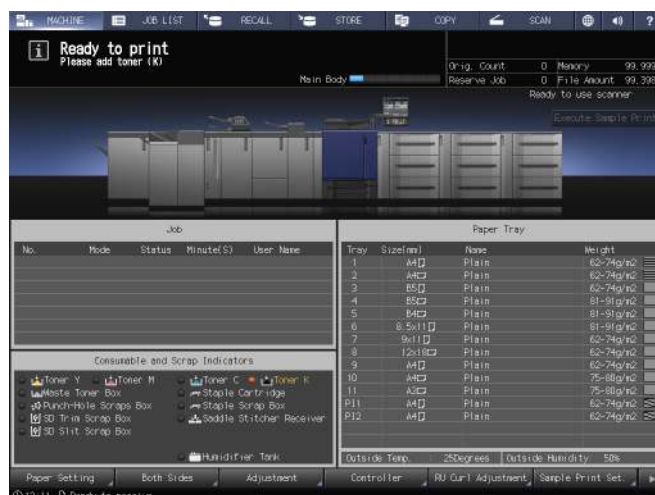 MACHINE JOB LIST RECALL STORE COPY SCAN ?
Ready to print
Please add toner (K)
Main Body
Orig. Count 0 Memory 99.999
Reserve Job 0 File Amount 99.398
Ready to use scanner
Execute Sample Print
Job
No. Mode Status Minute(S) User Name
Paper Tray
Tray Size[mm] Name Weight
1 A4 Plain 62-74g/m2
2 A4 Plain 62-74g/m2
3 B5 Plain 62-74g/m2
4 B5 Plain 81-91g/m2
5 B4 Plain 81-91g/m2
6 8.5x11 Plain 81-91g/m2
7 9x11 Plain 62-74g/m2
8 12x18 Plain 62-74g/m2
9 A4 Plain 62-74g/m2
10 A4 Plain 75-80g/m2
11 A3 Plain 75-80g/m2
PI1 A4 Plain 62-74g/m2
PI2 A4 Plain 62-74g/m2
Consumable and Scrap Indicators
Toner Y Toner M Toner C Toner K
Waste Toner Box Staple Cartridge
Punch-Hole Scraps Box Staple Scrap Box
SD Trim Scrap Box Saddle Stitcher Receiver
SD Slit Scrap Box
Humidifier Tank
Outside Temp. : 25Degrees Outside Humidity: 50%
Paper Setting Both Sides Adjustment Controller RU Curl Adjustment Sample Print Set.